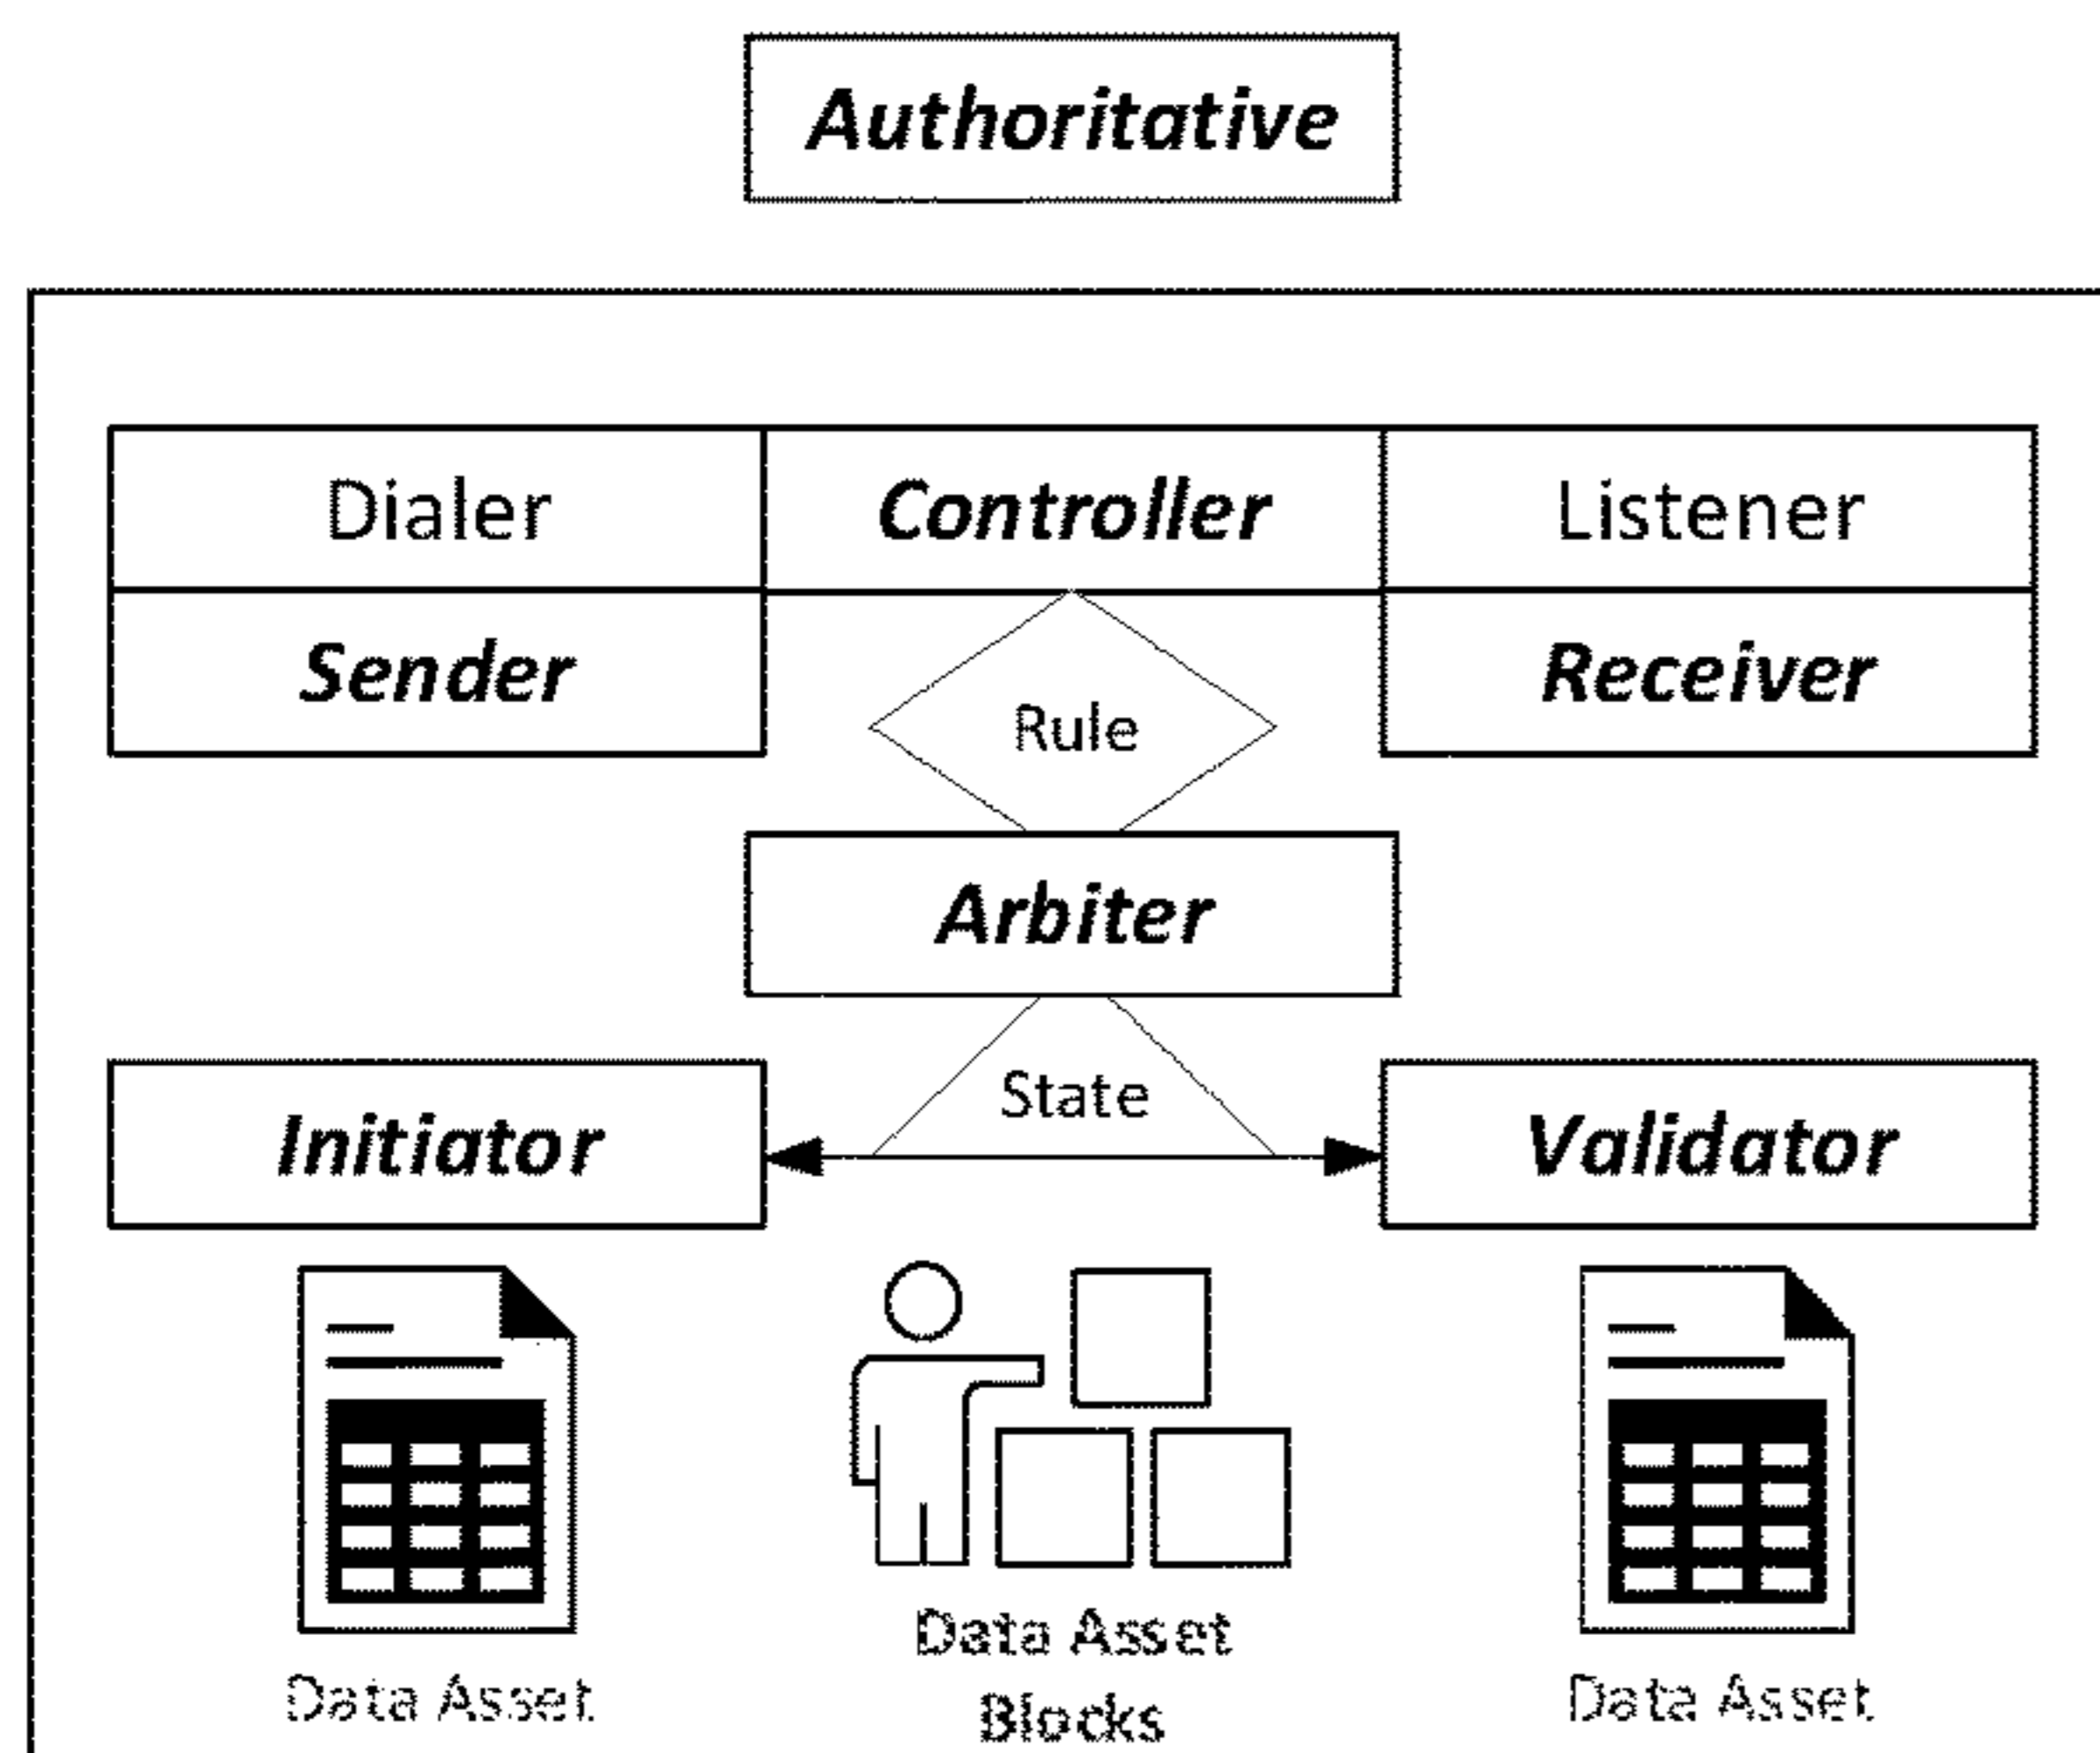 Authoritative
Dialer
Controller
Listener
Sender
Receiver
Rule
Arbiter
State
Initiator
Validator
Data Asset
Data Asset
Blocks
Data Asset